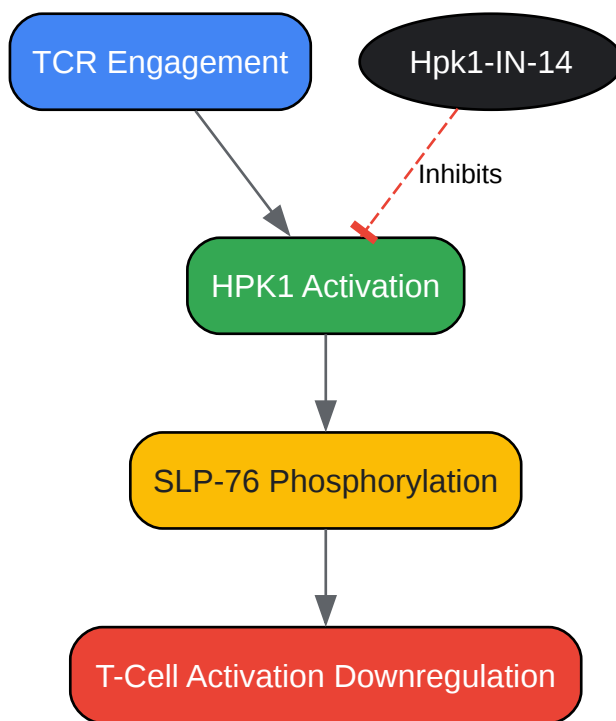 TCR Engagement
Hpk1-IN-14
Inhibits
HPK1 Activation
SLP-76 Phosphorylation
T-Cell Activation Downregulation